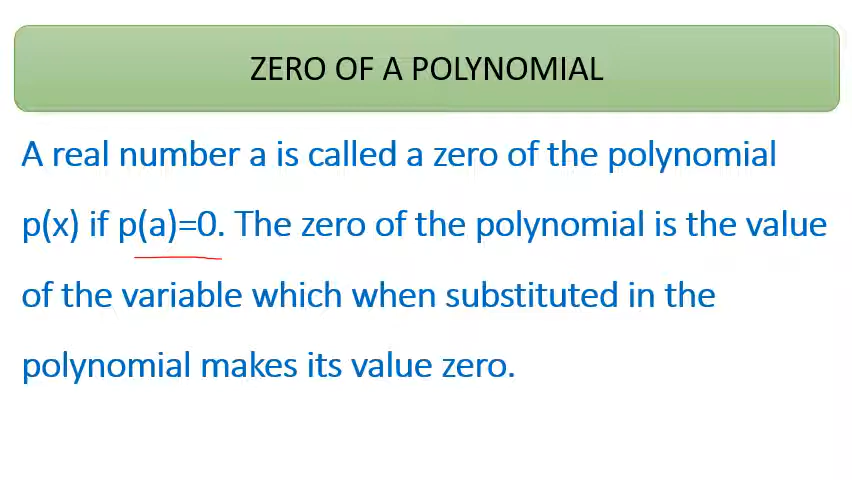 ZERO OF A POLYNOMIAL
A real number a is called a zero of the polynomial
p(x) if p(a)=0. The zero of the polynomial is the value
of the variable which when substituted in the
polynomial makes its value zero.